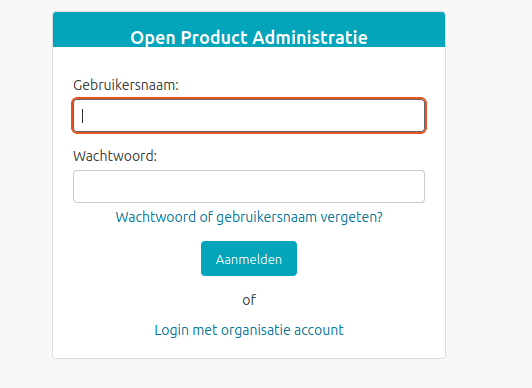 Open Product Administratie
Gebruikersnaam:
Wachtwoord:
Wachtwoord of gebruikersnaam vergeten?
Aanmelden
of
Login met organisatie account